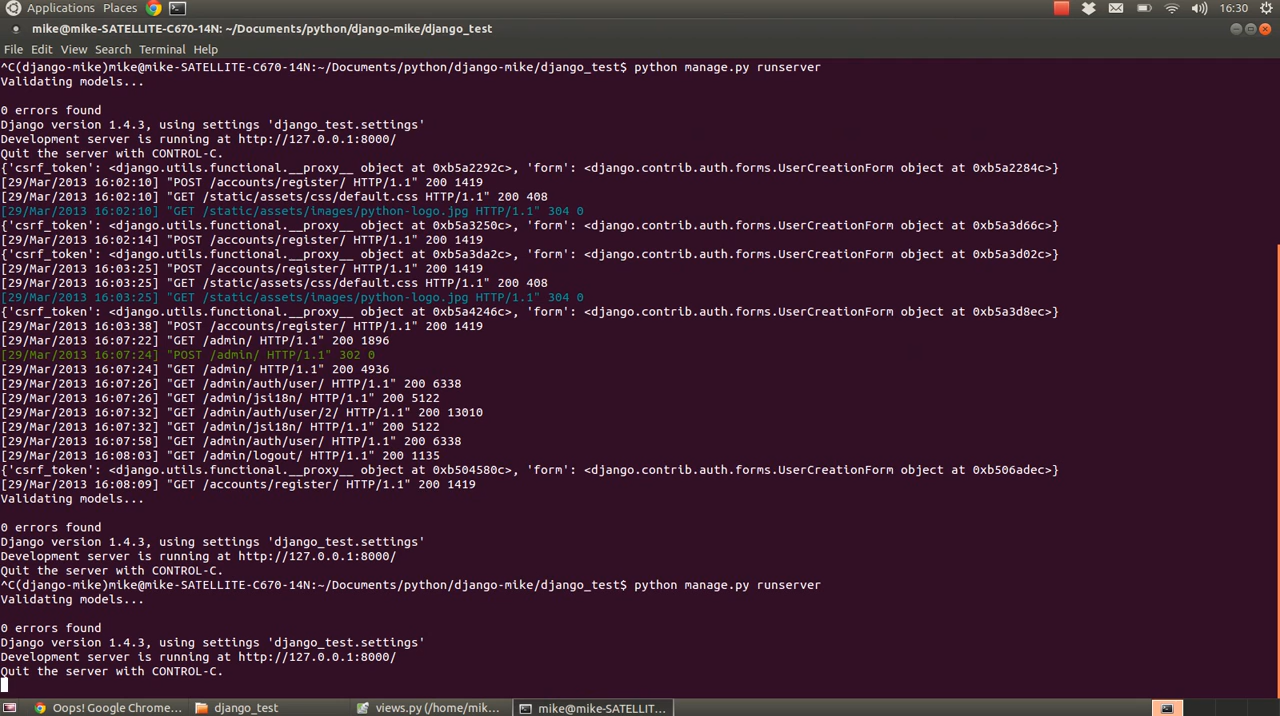 Applications Places 16:30
mike@mike-SATELLITE-C670-14N: ~/Documents/python/django-mike/django_test
File Edit View Search Terminal Help
^C(django-mike)mike@mike-SATELLITE-C670-14N:~/Documents/python/django-mike/django_test$ python manage.py runserver
Validating models...
0 errors found
Django version 1.4.3, using settings 'django_test.settings'
Development server is running at http://127.0.0.1:8000/
Quit the server with CONTROL-C.
{'csrf_token': <django.utils.functional.__proxy__ object at 0xb5a2292c>, 'form': <django.contrib.auth.forms.UserCreationForm object at 0xb5a2284c>}
[29/Mar/2013 16:02:10] "POST /accounts/register/ HTTP/1.1" 200 1419
[29/Mar/2013 16:02:10] "GET /static/assets/css/default.css HTTP/1.1" 200 408
[29/Mar/2013 16:02:10] "GET /static/assets/images/python-logo.jpg HTTP/1.1" 304 0
{'csrf_token': <django.utils.functional.__proxy__ object at 0xb5a3250c>, 'form': <django.contrib.auth.forms.UserCreationForm object at 0xb5a3d66c>}
[29/Mar/2013 16:02:14] "POST /accounts/register/ HTTP/1.1" 200 1419
{'csrf_token': <django.utils.functional.__proxy__ object at 0xb5a3da2c>, 'form': <django.contrib.auth.forms.UserCreationForm object at 0xb5a3d02c>}
[29/Mar/2013 16:03:25] "POST /accounts/register/ HTTP/1.1" 200 1419
[29/Mar/2013 16:03:25] "GET /static/assets/css/default.css HTTP/1.1" 200 408
[29/Mar/2013 16:03:25] "GET /static/assets/images/python-logo.jpg HTTP/1.1" 304 0
{'csrf_token': <django.utils.functional.__proxy__ object at 0xb5a4246c>, 'form': <django.contrib.auth.forms.UserCreationForm object at 0xb5a3d8ec>}
[29/Mar/2013 16:03:38] "POST /accounts/register/ HTTP/1.1" 200 1419
[29/Mar/2013 16:07:22] "GET /admin/ HTTP/1.1" 200 1896
[29/Mar/2013 16:07:24] "POST /admin/ HTTP/1.1" 302 0
[29/Mar/2013 16:07:24] "GET /admin/ HTTP/1.1" 200 4936
[29/Mar/2013 16:07:26] "GET /admin/auth/user/ HTTP/1.1" 200 6338
[29/Mar/2013 16:07:26] "GET /admin/jsi18n/ HTTP/1.1" 200 5122
[29/Mar/2013 16:07:32] "GET /admin/auth/user/2/ HTTP/1.1" 200 13010
[29/Mar/2013 16:07:32] "GET /admin/jsi18n/ HTTP/1.1" 200 5122
[29/Mar/2013 16:07:58] "GET /admin/auth/user/ HTTP/1.1" 200 6338
[29/Mar/2013 16:08:03] "GET /admin/logout/ HTTP/1.1" 200 1135
{'csrf_token': <django.utils.functional.__proxy__ object at 0xb504580c>, 'form': <django.contrib.auth.forms.UserCreationForm object at 0xb506adec>}
[29/Mar/2013 16:08:09] "GET /accounts/register/ HTTP/1.1" 200 1419
Validating models...
0 errors found
Django version 1.4.3, using settings 'django_test.settings'
Development server is running at http://127.0.0.1:8000/
Quit the server with CONTROL-C.
^C(django-mike)mike@mike-SATELLITE-C670-14N:~/Documents/python/django-mike/django_test$ python manage.py runserver
Validating models...
0 errors found
Django version 1.4.3, using settings 'django_test.settings'
Development server is running at http://127.0.0.1:8000/
Quit the server with CONTROL-C.
Oops! Google Chrome... django_test views.py (/home/mik... mike@mike-SATELLIT...